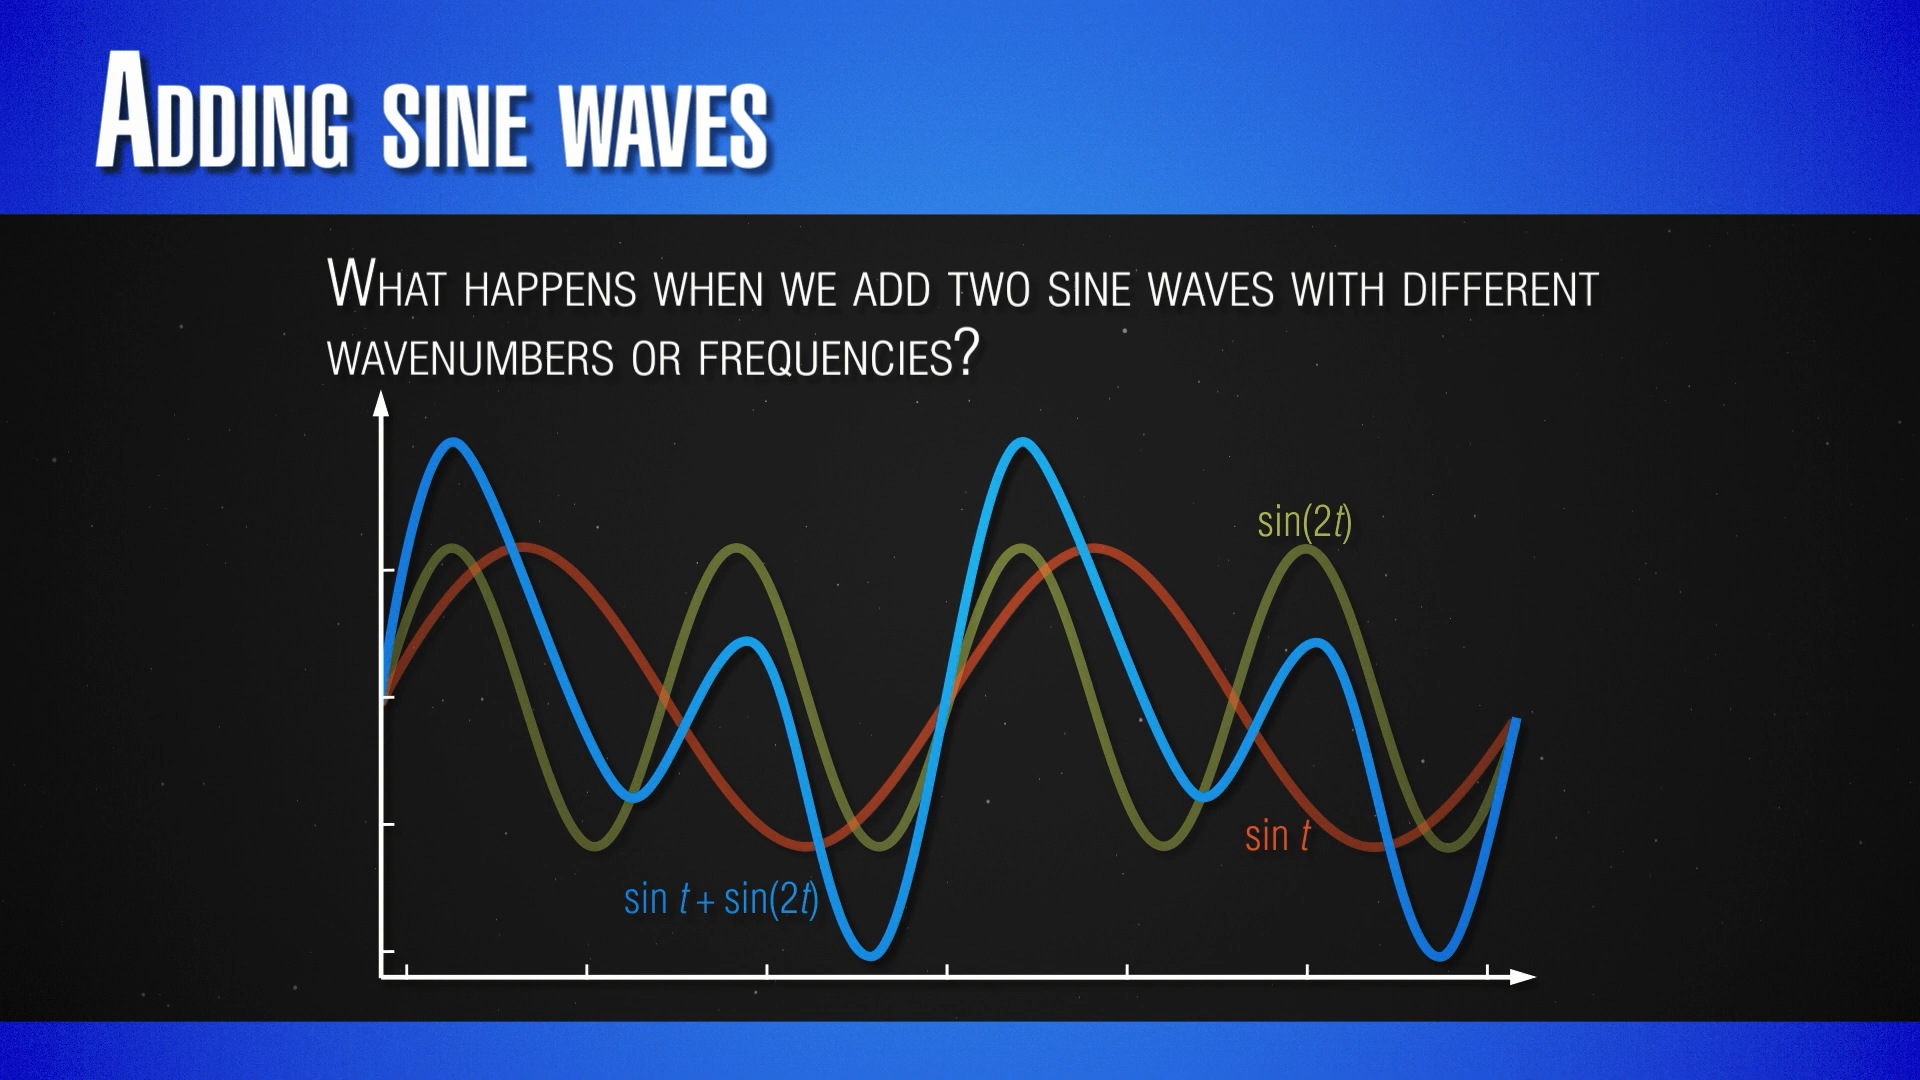 Adding sine waves
What happens when we add two sine waves with different
wavenumbers or frequencies?
sin(2t)
sin t
sin t + sin(2t)